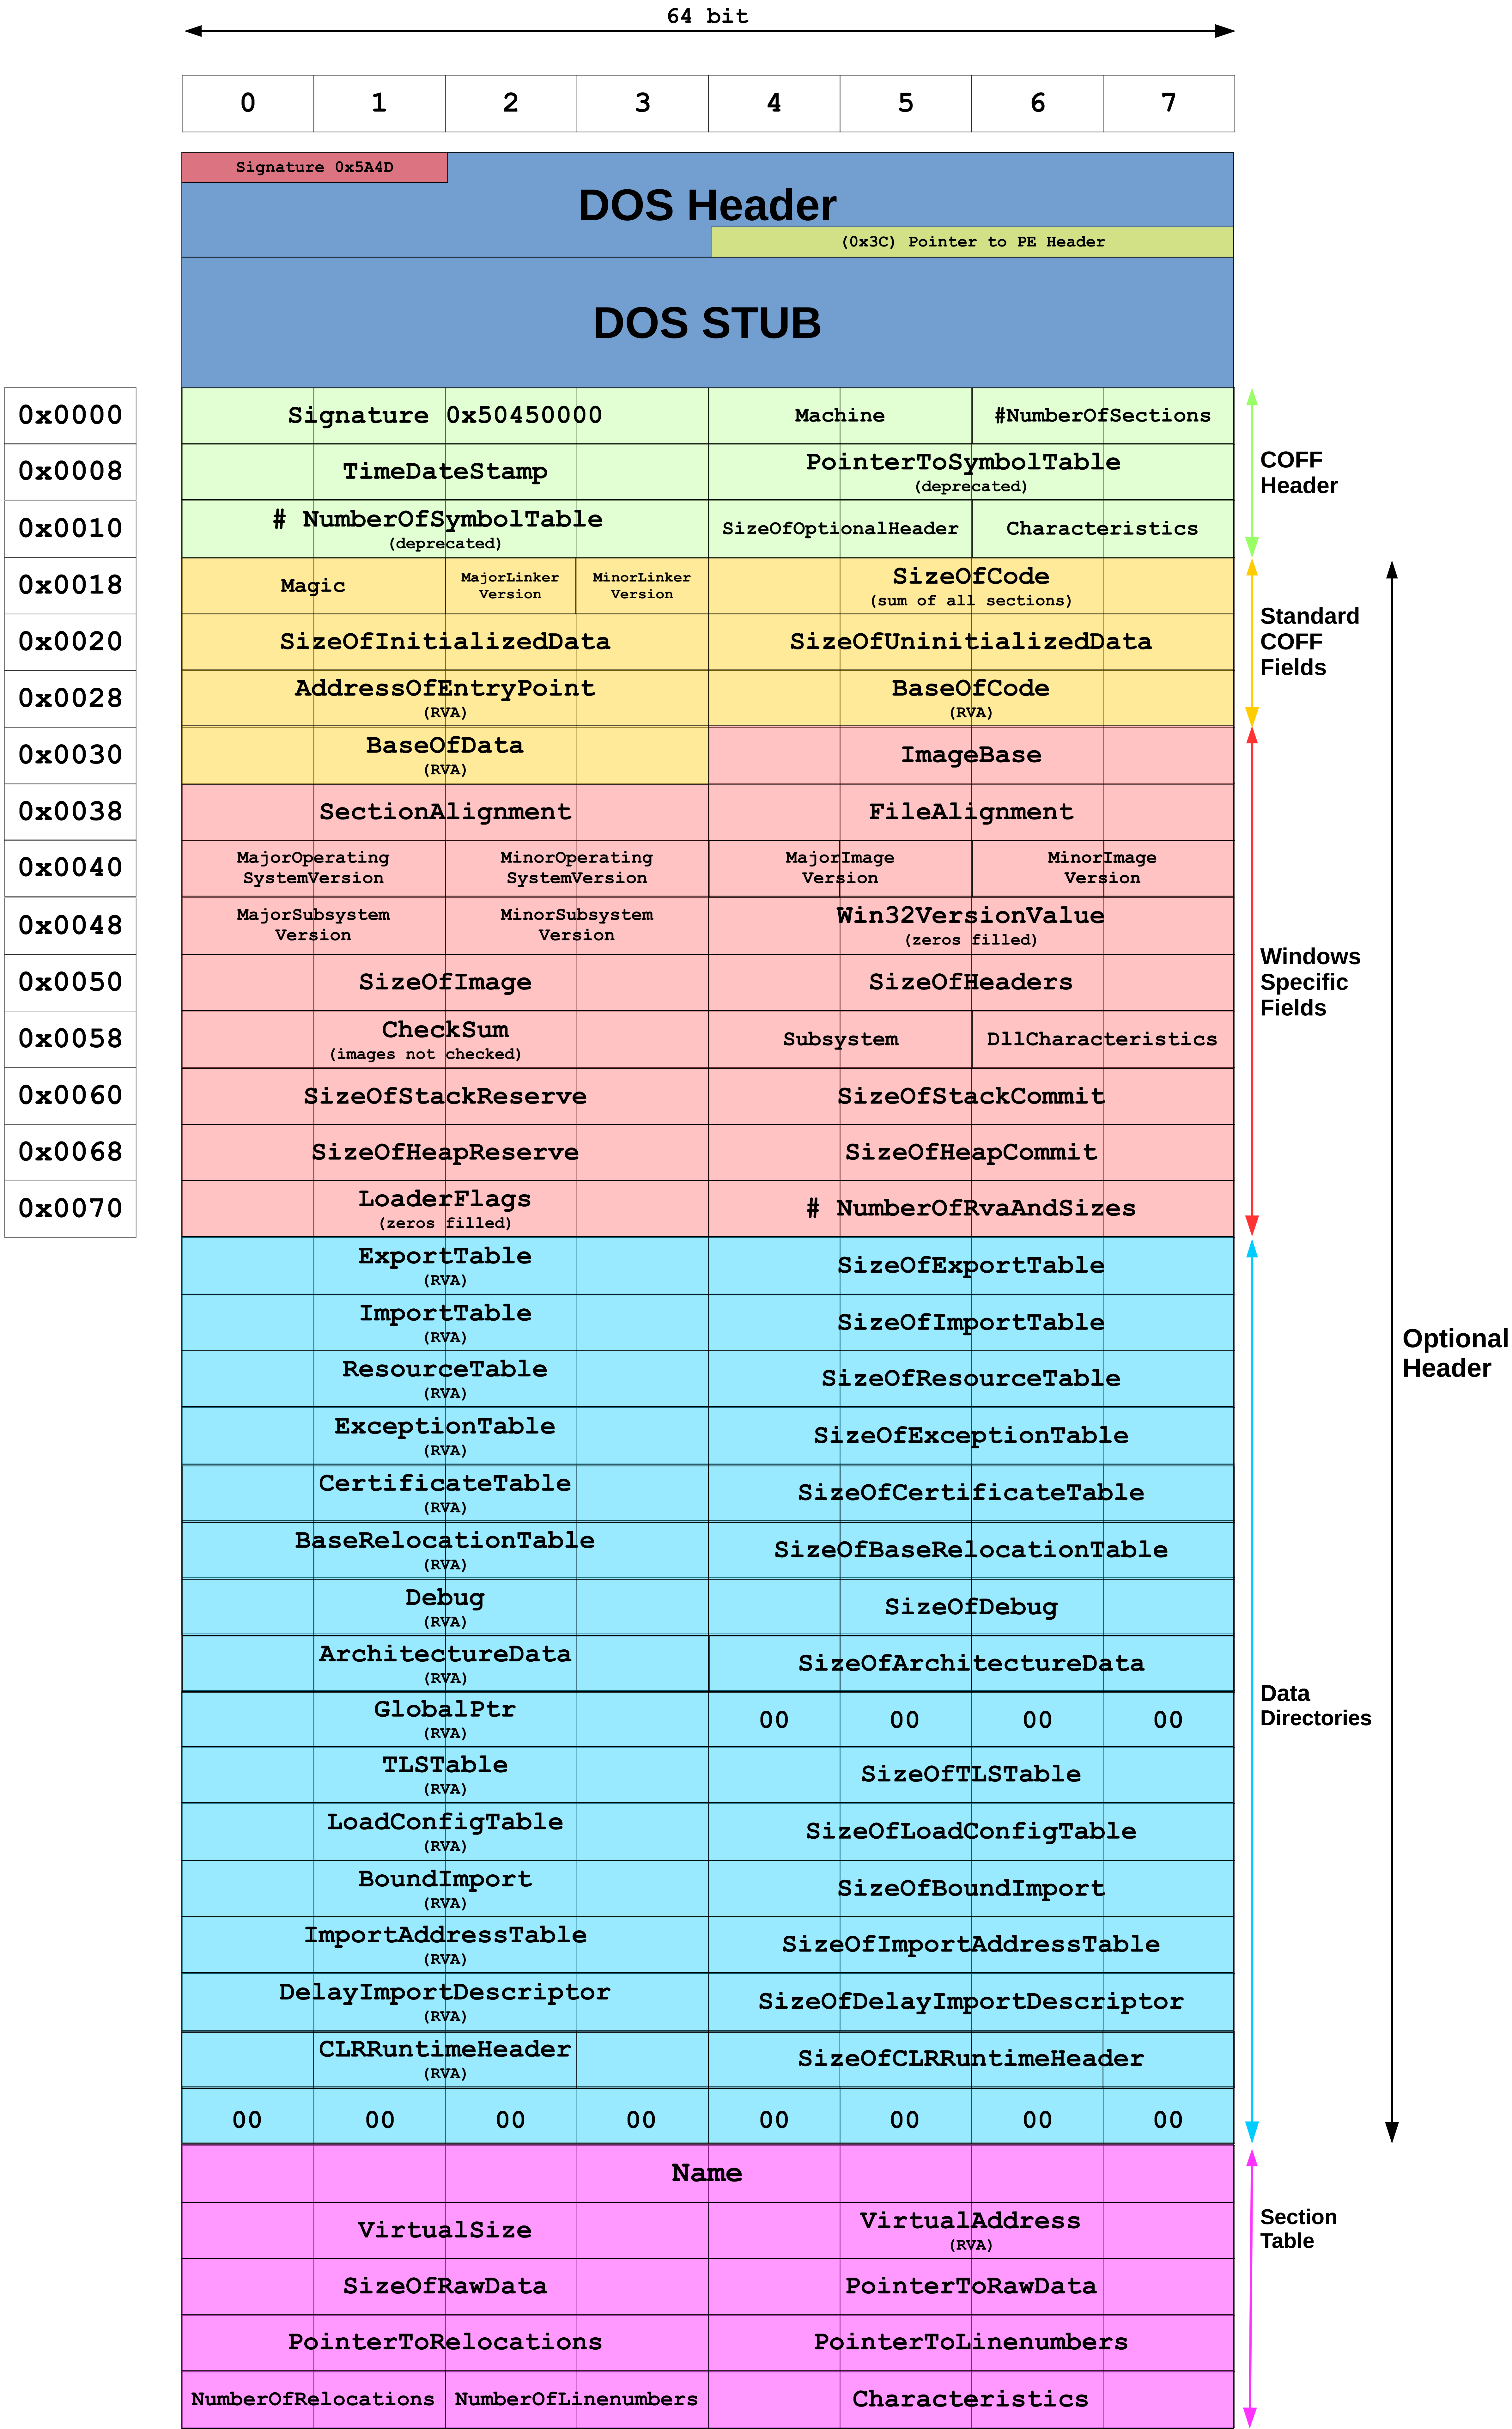 64 bit
0 1 2 3 4 5 6 7
Signature 0x5A4D
DOS Header
(0x3C) Pointer to PE Header
DOS STUB
0x0000 Signature 0x50450000 Machine #NumberOfSections
0x0008 TimeDateStamp PointerToSymbolTable
(deprecated)
COFF
Header
0x0010 # NumberOfSymbolTable SizeOfOptionalHeader Characteristics
(deprecated)
0x0018 Magic MajorLinker MinorLinker SizeOfCode
Version Version (sum of all sections)
0x0020 SizeOfInitializedData SizeOfUninitializedData
Standard
COFF
Fields
0x0028 AddressOfEntryPoint BaseOfCode
(RVA) (RVA)
0x0030 BaseOfData ImageBase
(RVA)
0x0038 SectionAlignment FileAlignment
0x0040 MajorOperating MinorOperating MajorImage MinorImage
SystemVersion SystemVersion Version Version
0x0048 MajorSubsystem MinorSubsystem Win32VersionValue
Version Version (zeros filled)
0x0050 SizeOfImage SizeOfHeaders
Windows
Specific
Fields
0x0058 CheckSum Subsystem DllCharacteristics
(images not checked)
0x0060 SizeOfStackReserve SizeOfStackCommit
0x0068 SizeOfHeapReserve SizeOfHeapCommit
0x0070 LoaderFlags # NumberOfRvaAndSizes
(zeros filled)
ExportTable SizeOfExportTable
(RVA)
ImportTable SizeOfImportTable
(RVA)
Optional
Header
ResourceTable SizeOfResourceTable
(RVA)
ExceptionTable SizeOfExceptionTable
(RVA)
CertificateTable SizeOfCertificateTable
(RVA)
BaseRelocationTable SizeOfBaseRelocationTable
(RVA)
Debug SizeOfDebug
(RVA)
ArchitectureData SizeOfArchitectureData
(RVA)
Data
Directories
GlobalPtr 00 00 00 00
(RVA)
TLSTable SizeOfTLSTable
(RVA)
LoadConfigTable SizeOfLoadConfigTable
(RVA)
BoundImport SizeOfBoundImport
(RVA)
ImportAddressTable SizeOfImportAddressTable
(RVA)
DelayImportDescriptor SizeOfDelayImportDescriptor
(RVA)
CLRRuntimeHeader SizeOfCLRRuntimeHeader
(RVA)
00 00 00 00 00 00 00 00
Name
VirtualSize VirtualAddress
(RVA)
Section
Table
SizeOfRawData PointerToRawData
PointerToRelocations PointerToLinenumbers
NumberOfRelocations NumberOfLinenumbers Characteristics